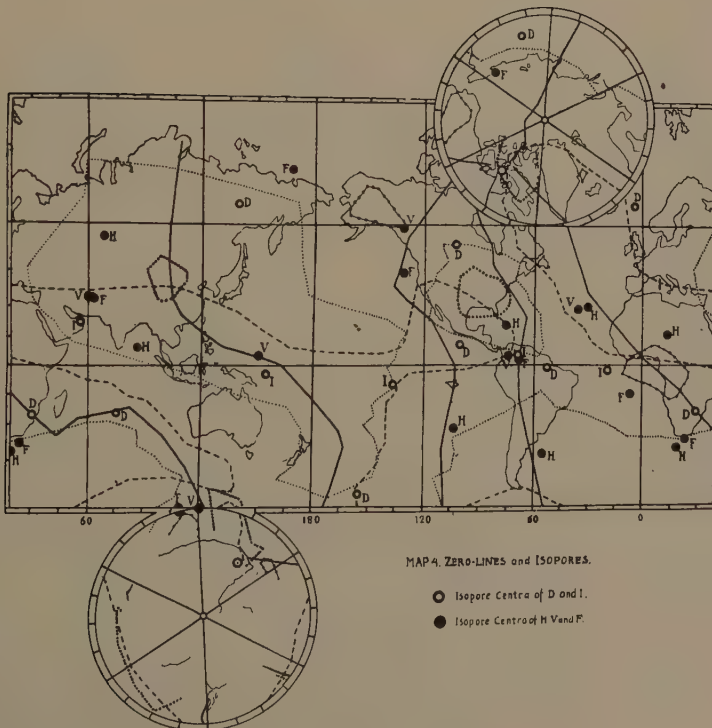 D
F
F
D
D
H
V
D
F
V
F
V
H
I
H
H
D
V
I
V
F
D
I
I
F
D
D
H
D
F
F
H
H
H
D
V
60
180
120
60
0
MAP 4. ZERO-LINES and ISOPORES.
Isopore Centra of D and I.
Isopore Centra of H V and F.